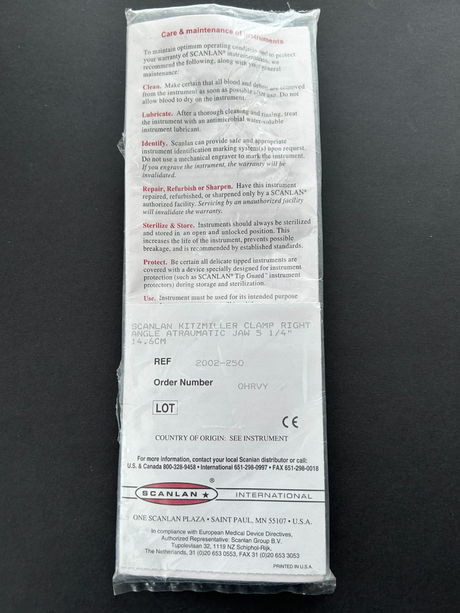 Care & maintenance of instruments
To maintain optimum operating condition and to protect
your warranty of SCANLAN® instrumentation, we
recommend the following, along with your general
maintenance:
Clean. Make certain that all blood and debris are removed
from the instrument as soon as possible after use. Do not
allow blood to dry on the instrument.
Lubricate. After a thorough cleaning and rinsing, treat
the instrument with an antimicrobial water-soluble
instrument lubricant.
Identify. Scanlan can provide safe and appropriate
instrument identification marking system(s) upon request.
Do not use a mechanical engraver to mark the instrument.
If you engrave the instrument, the warranty will be
invalidated.
Repair, Refurbish or Sharpen. Have this instrument
repaired, refurbished, or sharpened only by a SCANLAN®
authorized facility. Servicing by an unauthorized facility
will invalidate the warranty.
Sterilize & Store. Instruments should always be sterilized
and stored in an open and unlocked position. This
increases the life of the instrument, prevents possible
breakage, and is recommended by established standards.
Protect. Be certain all delicate tipped instruments are
covered with a device specially designed for instrument
protection (such as SCANLAN® Tip Guard™ instrument
protectors) during storage and sterilization.
Use. Instrument must be used for its intended purpose
SCANLAN KITZMILLER CLAMP RIGHT
ANGLE ATRAUMATIC JAW 5 1/4"
14.6CM
REF 2002-250
Order Number OHRVY
LOT
CE
COUNTRY OF ORIGIN: SEE INSTRUMENT
For more information, contact your local Scanlan distributor or call:
U.S. & Canada 800-328-9458 • International 651-298-0997 • FAX 651-298-0018
SCANLAN ★ ® INTERNATIONAL
ONE SCANLAN PLAZA • SAINT PAUL, MN 55107 • U.S.A.
In compliance with European Medical Device Directives,
Authorized Representative: Scanlan Group B.V.
Tupolevlaan 32, 1119 NZ Schiphol-Rijk,
The Netherlands, 31 (0)20 653 0553, FAX 31 (0)20 653 3053
PRINTED IN U.S.A.